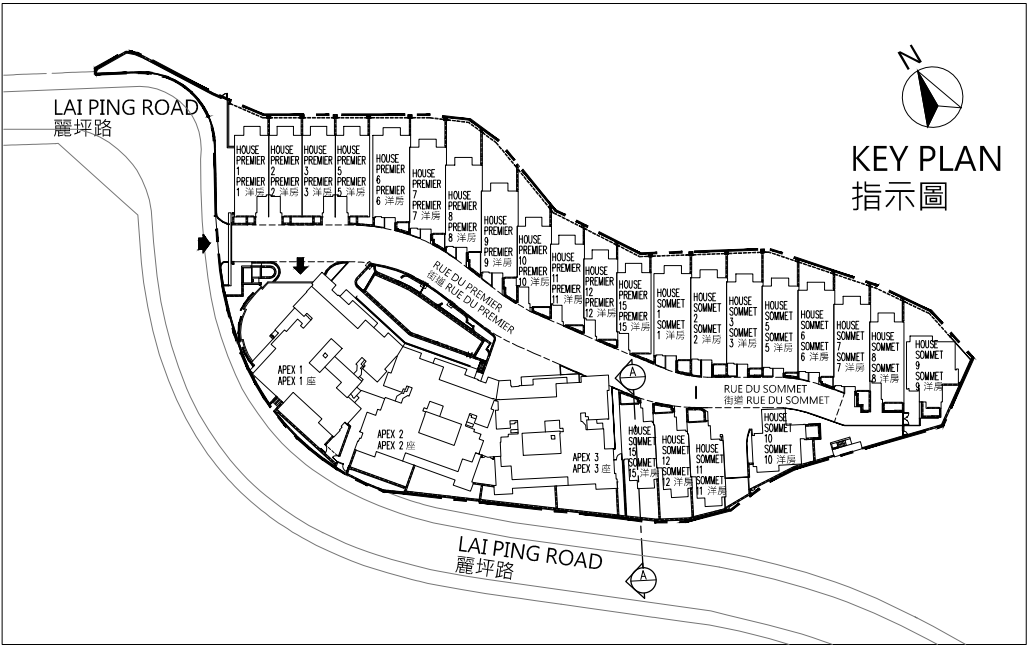 LAI PING ROAD
麗坪路
N
KEY PLAN
指示圖
HOUSE
PREMIER
1
PREMIER
1 洋房
HOUSE
PREMIER
2
PREMIER
2 洋房
HOUSE
PREMIER
3
PREMIER
3 洋房
HOUSE
PREMIER
5
PREMIER
5 洋房
HOUSE
PREMIER
6
PREMIER
6 洋房
HOUSE
PREMIER
7
PREMIER
7 洋房
HOUSE
PREMIER
8
PREMIER
8 洋房
HOUSE
PREMIER
9
PREMIER
9 洋房
HOUSE
PREMIER
10
PREMIER
10 洋房
HOUSE
PREMIER
11
PREMIER
11 洋房
HOUSE
PREMIER
12
PREMIER
12 洋房
HOUSE
PREMIER
15
PREMIER
15 洋房
HOUSE
SOMMET
1
SOMMET
1 洋房
HOUSE
SOMMET
2
SOMMET
2 洋房
HOUSE
SOMMET
3
SOMMET
3 洋房
HOUSE
SOMMET
5
SOMMET
5 洋房
HOUSE
SOMMET
6
SOMMET
6 洋房
HOUSE
SOMMET
7
SOMMET
7 洋房
HOUSE
SOMMET
8
SOMMET
8 洋房
HOUSE
SOMMET
9
SOMMET
9 洋房
RUE DU PREMIER
街道 RUE DU PREMIER
RUE DU SOMMET
街道 RUE DU SOMMET
A
APEX 1
APEX 1 座
APEX 2
APEX 2 座
APEX 3
APEX 3 座
HOUSE
SOMMET
15
SOMMET
15 洋房
HOUSE
SOMMET
12
SOMMET
12 洋房
HOUSE
SOMMET
11
SOMMET
11 洋房
HOUSE
SOMMET
10
SOMMET
10 洋房
LAI PING ROAD
麗坪路
A